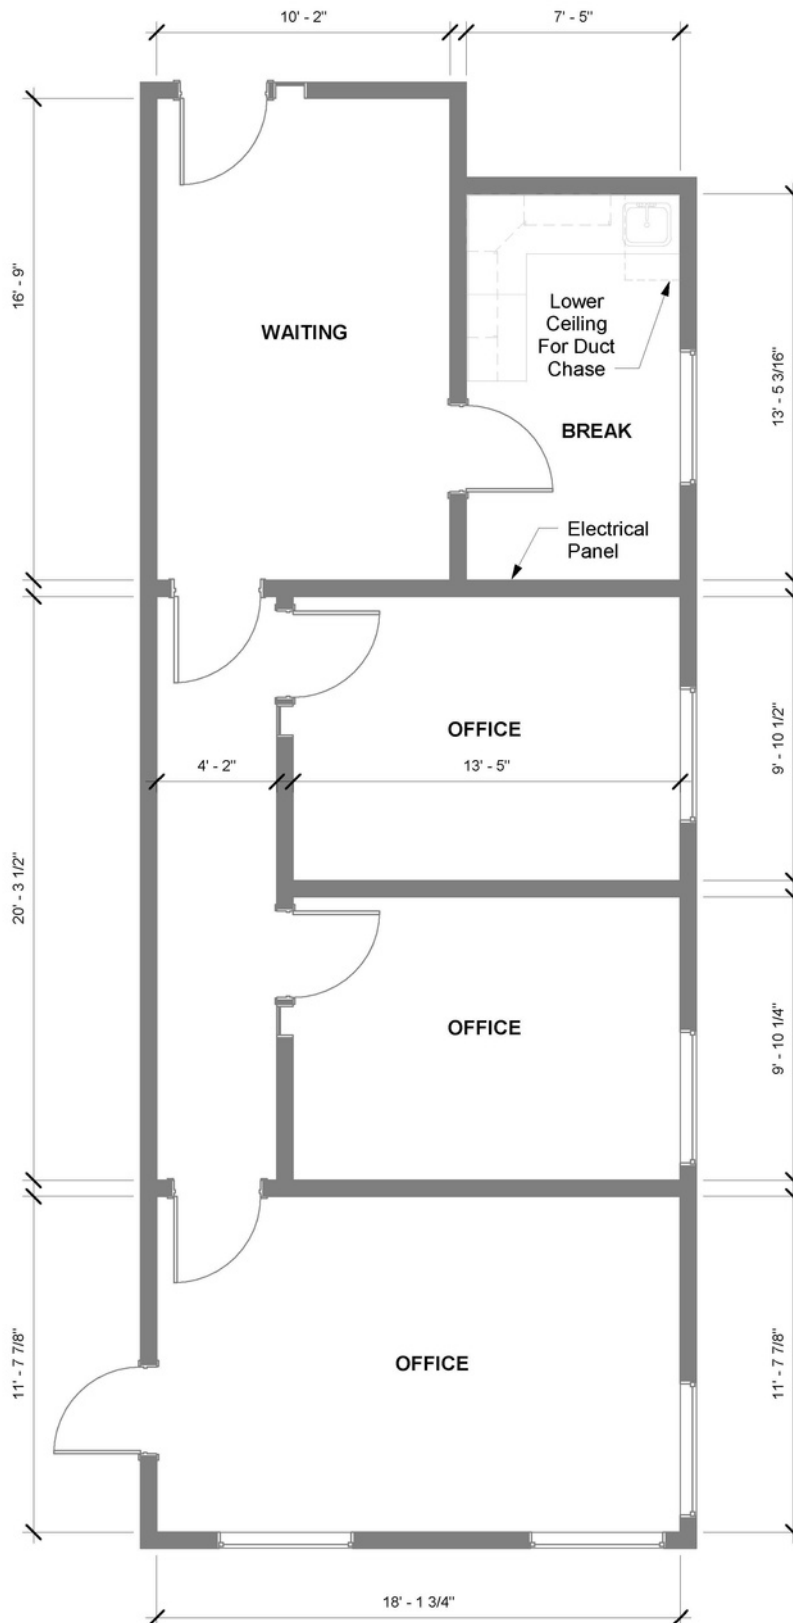 10' - 2"
7' - 5"
16' - 9"
WAITING
Lower
Ceiling
For Duct
Chase
13' - 5 3/16"
BREAK
Electrical
Panel
OFFICE
4' - 2"
13' - 5"
9' - 10 1/2"
20' - 3 1/2"
OFFICE
9' - 10 1/4"
OFFICE
11' - 7 7/8"
11' - 7 7/8"
18' - 1 3/4"